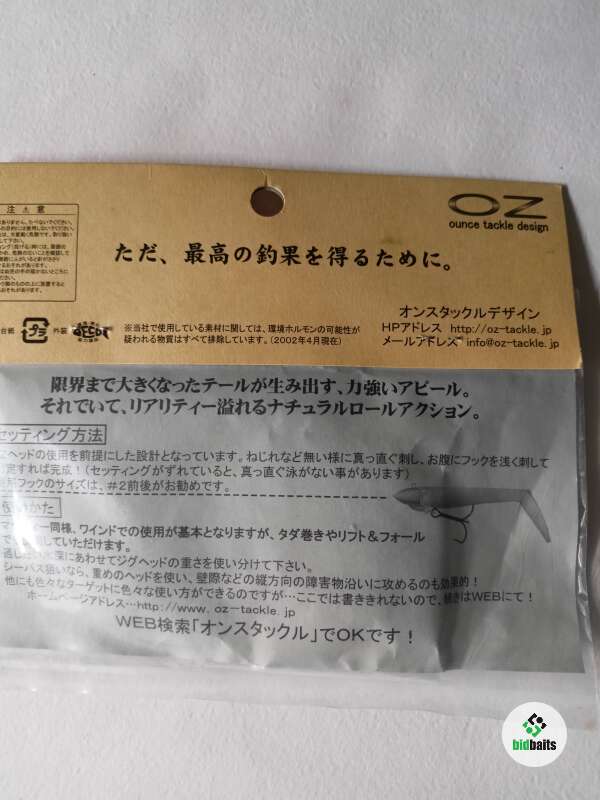 OZ
ounce tackle design
注 ⚠ 意
ただ、最高の釣果を得るために。
オンスタックルデザイン
HPアドレス http://oz-tackle.jp
メールアドレス info@oz-tackle.jp
台紙 プラ 外装
※当社で使用している素材に関しては、環境ホルモンの可能性が
疑われる物質はすべて排除しています。(2002年4月現在)
限界まで大きくなったテールが生み出す、力強いアピール。
それでいて、リアリティー溢れるナチュラルロールアクション。
セッティング方法
ヘッドの使用を前提にした設計となっています。ねじれなど無い様に真っ直ぐ刺し、お腹にフックを浅く刺して
定すれば完成!(セッティングがずれていると、真っ直ぐ泳がない事があります)
フックのサイズは、#2前後がお勧めです。
使いかた
同様、ワインドでの使用が基本となりますが、タダ巻きやリフト&フォール
していただけます。
深にあわせてジグヘッドの重さを使い分けて下さい。
シーバス狙いなら、重めのヘッドを使い、壁際などの縦方向の障害物沿いに攻めるのも効果的!
他にも色々なターゲットに色々な使い方ができるのですが…ここでは書ききれないので、続きはWEBにて!
ホームページアドレス…http://www.oz-tackle.jp
WEB検索「オンスタックル」でOKです!
bidbaits